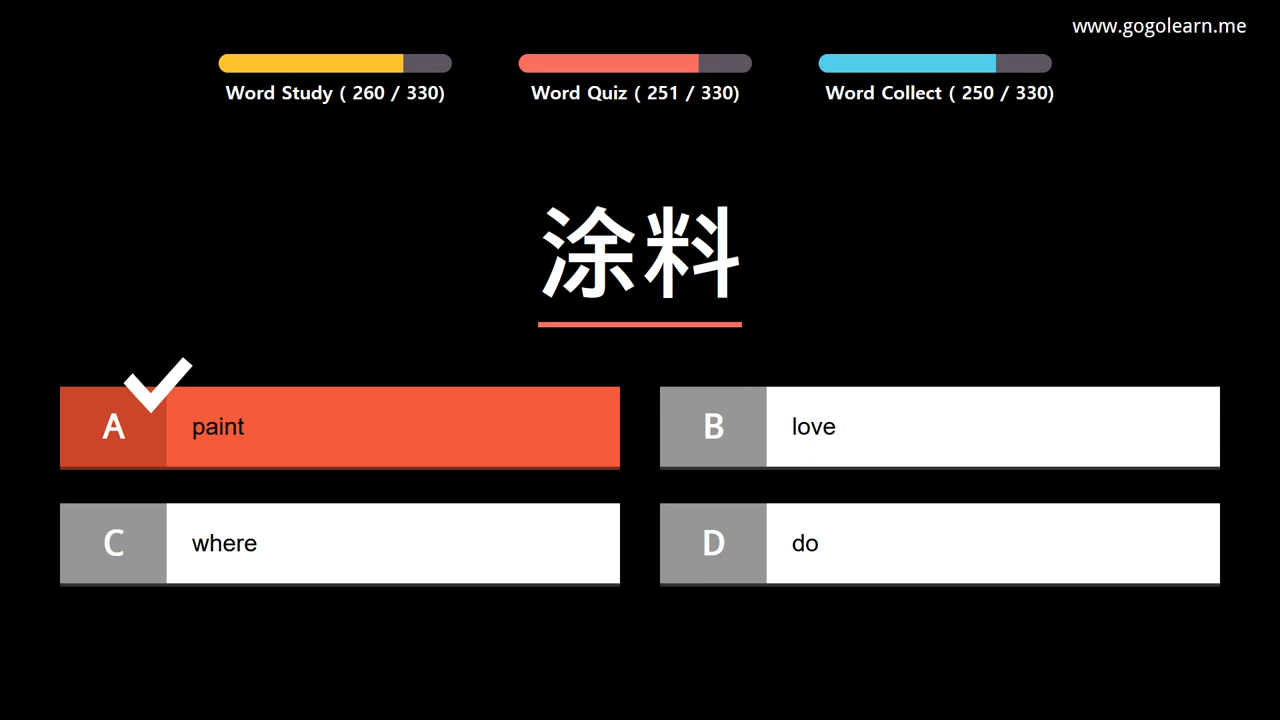 www.gogolearn.me
Word Study ( 260 / 330)
Word Quiz ( 251 / 330)
Word Collect ( 250 / 330)
涂料
A paint
B love
C where
D do